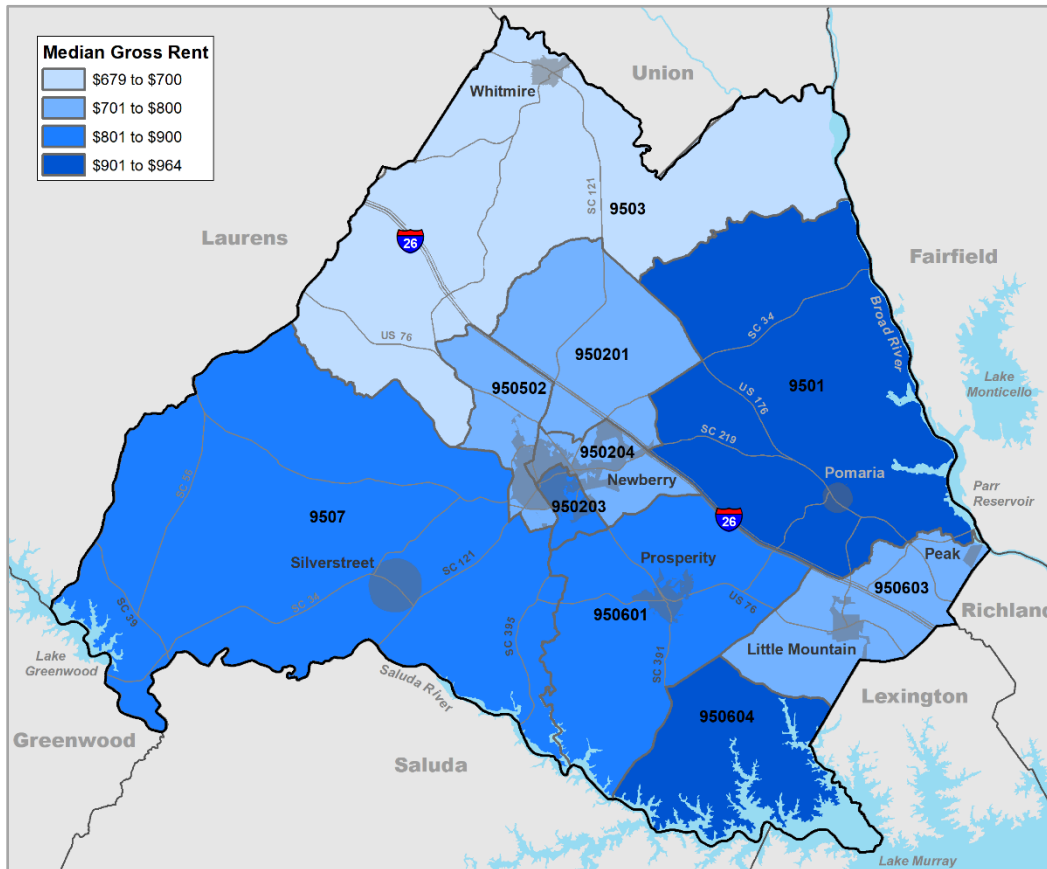 Median Gross Rent
$679 to $700
$701 to $800
$801 to $900
$901 to $964
Union
Whitmire
SC 121
9503
Laurens
26
Fairfield
Broad River
SC 34
US 76
950201
950502
9501
Lake
Monticello
US 176
SC 219
950204
Newberry
Pomaria
Parr
Reservoir
SC 56
950203
26
9507
Prosperity
Peak
Silverstreet
SC 121
950603
Richland
SC 34
US 76
SC 39
950601
SC 395
Little Mountain
SC 391
Lake
Greenwood
Saluda River
Lexington
950604
Greenwood
Saluda
Lake Murray